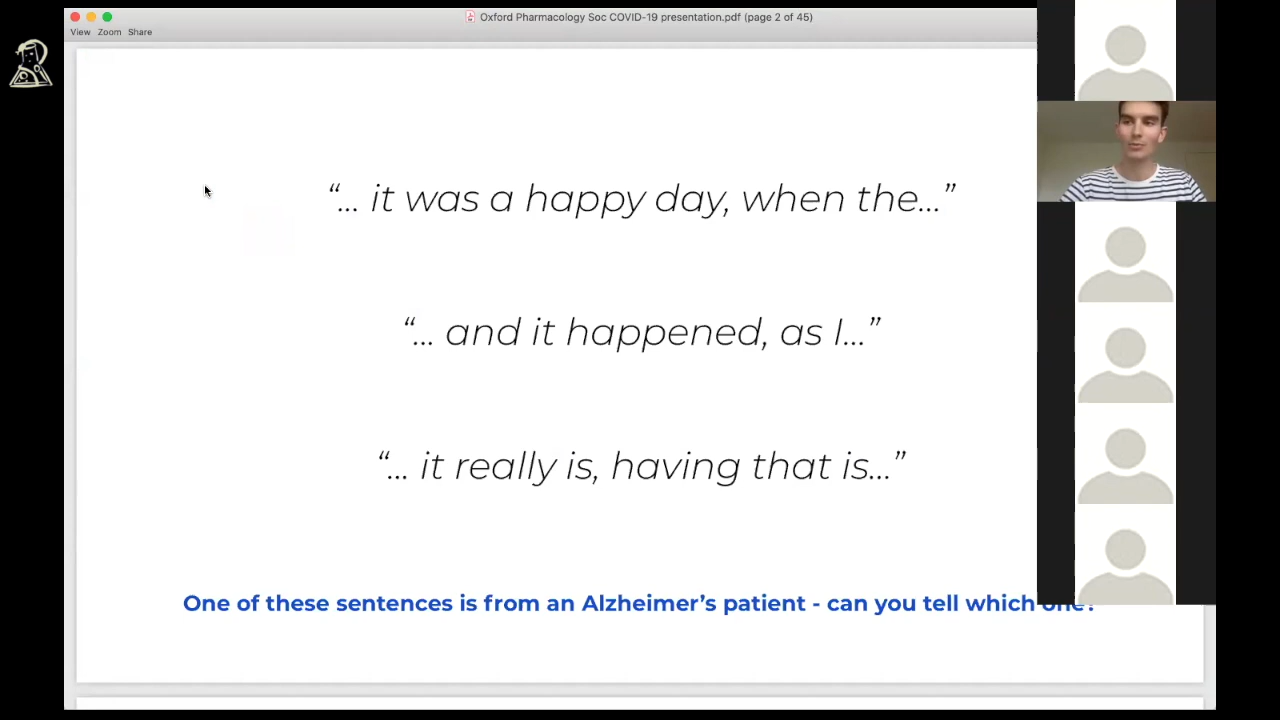 Oxford Pharmacology Soc COVID-19 presentation.pdf (page 2 of 45)
View Zoom Share
“... it was a happy day, when the...”
“... and it happened, as I...”
“... it really is, having that is...”
One of these sentences is from an Alzheimer’s patient - can you tell which one?